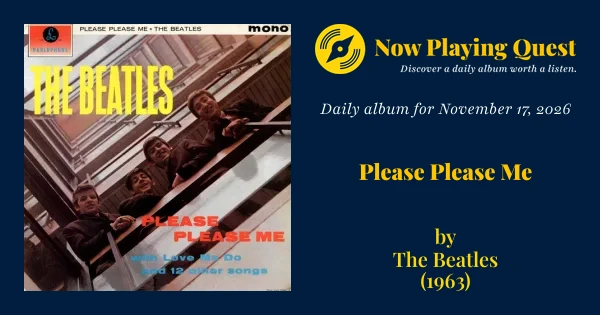 PARLOPHONE
PLEASE PLEASE ME • THE BEATLES
mono
THE BEATLES
PLEASE
PLEASE ME
with Love Me Do
and 12 other songs
Now Playing Quest
Discover a daily album worth a listen.
Daily album for November 17, 2026
Please Please Me
by
The Beatles
(1963)